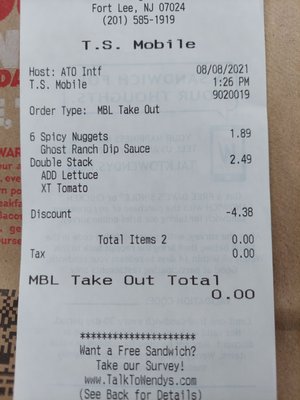 Fort Lee, NJ 07024
(201) 585-1919
T.S. Mobile
Host: ATO Intf 08/08/2021
T.S. Mobile 1:26 PM
9020019
Order Type: MBL Take Out
6 Spicy Nuggets 1.89
Ghost Ranch Dip Sauce
Double Stack 2.49
ADD Lettuce
XT Tomato
Discount -4.38
Total Items 2 0.00
Tax 0.00
MBL Take Out Total
0.00
***********************
Want a Free Sandwich?
Take our Survey!
www.TalkToWendys.com
(See Back for Details)